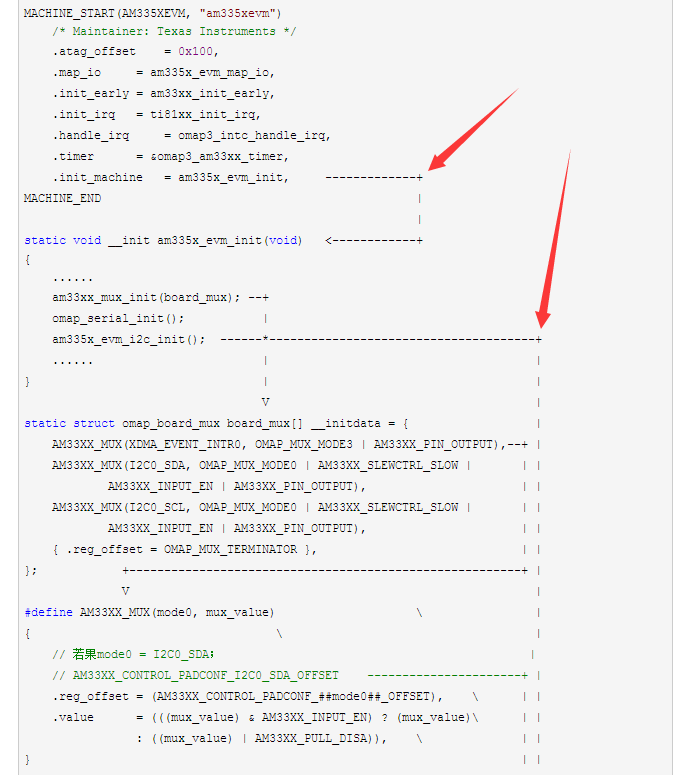 MACHINE_START(AM335XEVM, "am335xevm")
    /* Maintainer: Texas Instruments */
    .atag_offset    = 0x100,
    .map_io     = am335x_evm_map_io,
    .init_early = am33xx_init_early,
    .init_irq   = ti81xx_init_irq,
    .handle_irq     = omap3_intc_handle_irq,
    .timer      = &omap3_am33xx_timer,
    .init_machine   = am335x_evm_init,     -------------+
MACHINE_END                                             |
                                                        |
static void __init am335x_evm_init(void)   <------------+
{
    ......
    am33xx_mux_init(board_mux); --+
    omap_serial_init();           |
    am335x_evm_i2c_init();  ------*--------------------------------------+
    ......                        |                                      |
}                                 |                                      |
                                  V                                      |
static struct omap_board_mux board_mux[] __initdata = {                  |
    AM33XX_MUX(XDMA_EVENT_INTR0, OMAP_MUX_MODE3 | AM33XX_PIN_OUTPUT),--+ |
    AM33XX_MUX(I2C0_SDA, OMAP_MUX_MODE0 | AM33XX_SLEWCTRL_SLOW |       | |
            AM33XX_INPUT_EN | AM33XX_PIN_OUTPUT),                      | |
    AM33XX_MUX(I2C0_SCL, OMAP_MUX_MODE0 | AM33XX_SLEWCTRL_SLOW |       | |
            AM33XX_INPUT_EN | AM33XX_PIN_OUTPUT),                      | |
    { .reg_offset = OMAP_MUX_TERMINATOR },                             | |
};            +--------------------------------------------------------+ |
              V                                                          |
#define AM33XX_MUX(mode0, mux_value)                    \                |
{                                   \                                    |
    // 若果mode0 = I2C0_SDA；                                             |
    // AM33XX_CONTROL_PADCONF_I2C0_SDA_OFFSET    ----------------------+ |
    .reg_offset = (AM33XX_CONTROL_PADCONF_##mode0##_OFFSET),    \      | |
    .value      = (((mux_value) & AM33XX_INPUT_EN) ? (mux_value)\      | |
                : ((mux_value) | AM33XX_PULL_DISA)),    \              | |
}                                                                      | |